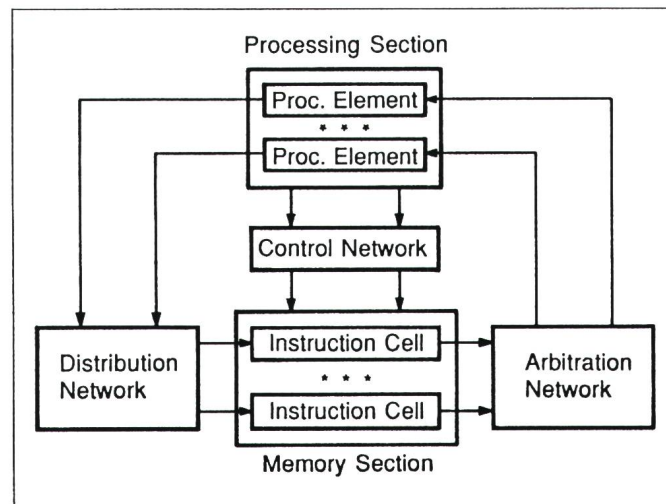 Processing Section
Proc. Element
* * *
Proc. Element
Control Network
Distribution
Network
Instruction Cell
* * *
Instruction Cell
Arbitration
Network
Memory Section